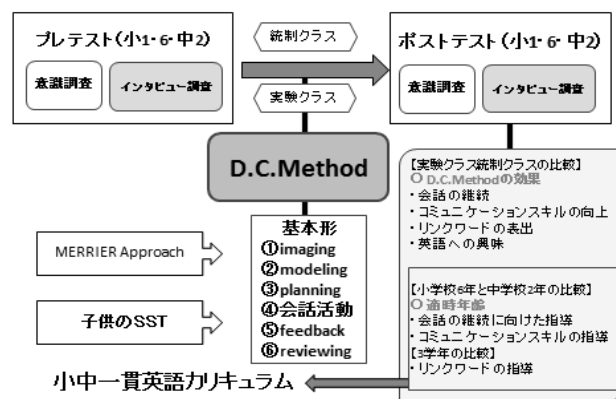 プレテスト(小1・6・中2)
意識調査
インタビュー調査
統制クラス
実験クラス
ポストテスト(小1・6・中2)
意識調査
インタビュー調査
D.C.Method
MERRIER Approach
子供のSST
基本形
①imaging
②modeling
③planning
④会話活動
⑤feedback
⑥reviewing
【実験クラス統制クラスの比較】
○D.C.Methodの効果
・会話の継続
・コミュニケーションスキルの向上
・リンクワードの表出
・英語への興味
【小学校6年と中学校2年の比較】
○適時年齢
・会話の継続に向けた指導
・コミュニケーションスキルの指導
【3学年の比較】
・リンクワードの指導
小中一貫英語カリキュラム